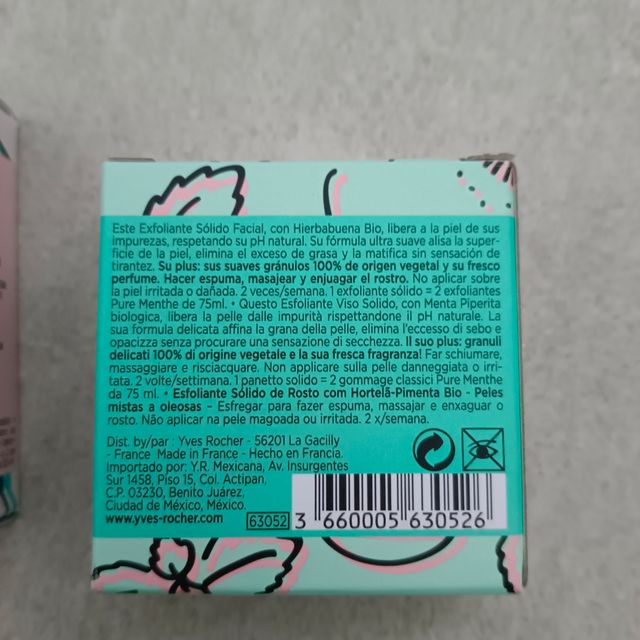 Este Exfoliante Sólido Facial, con Hierbabuena Bio, libera a la piel de sus
impurezas, respetando su pH natural. Su fórmula ultra suave alisa la super-
ficie de la piel, elimina el exceso de grasa y la matifica sin sensación de
tirantez. Su plus: sus suaves gránulos 100% de origen vegetal y su fresco
perfume. Hacer espuma, masajear y enjuagar el rostro. No aplicar sobre
la piel irritada o dañada. 2 veces/semana. 1 exfoliante sólido = 2 exfoliantes
Pure Menthe de 75ml. • Questo Esfoliante Viso Solido, con Menta Piperita
biologica, libera la pelle dalle impurità rispettandone il pH naturale. La
sua formula delicata affina la grana della pelle, elimina l'eccesso di sebo e
opacizza senza procurare una sensazione di secchezza. Il suo plus: granuli
delicati 100% di origine vegetale e la sua fresca fragranza! Far schiumare,
massaggiare e risciacquare. Non applicare sulla pelle danneggiata o irri-
tata. 2 volte/settimana. 1 panetto solido = 2 gommage classici Pure Menthe
da 75 ml. • Esfoliante Sólido de Rosto com Hortelã-Pimenta Bio - Peles
mistas a oleosas - Esfregar para fazer espuma, massajar e enxaguar o
rosto. Não aplicar na pele magoada ou irritada. 2 x/semana.
Dist. by/par : Yves Rocher - 56201 La Gacilly
- France Made in France - Hecho en Francia.
Importado por: Y.R. Mexicana, Av. Insurgentes
Sur 1458, Piso 15, Col. Actipan,
C.P. 03230, Benito Juárez,
Ciudad de México, México.
www.yves-rocher.com
63052
3 660005 630526